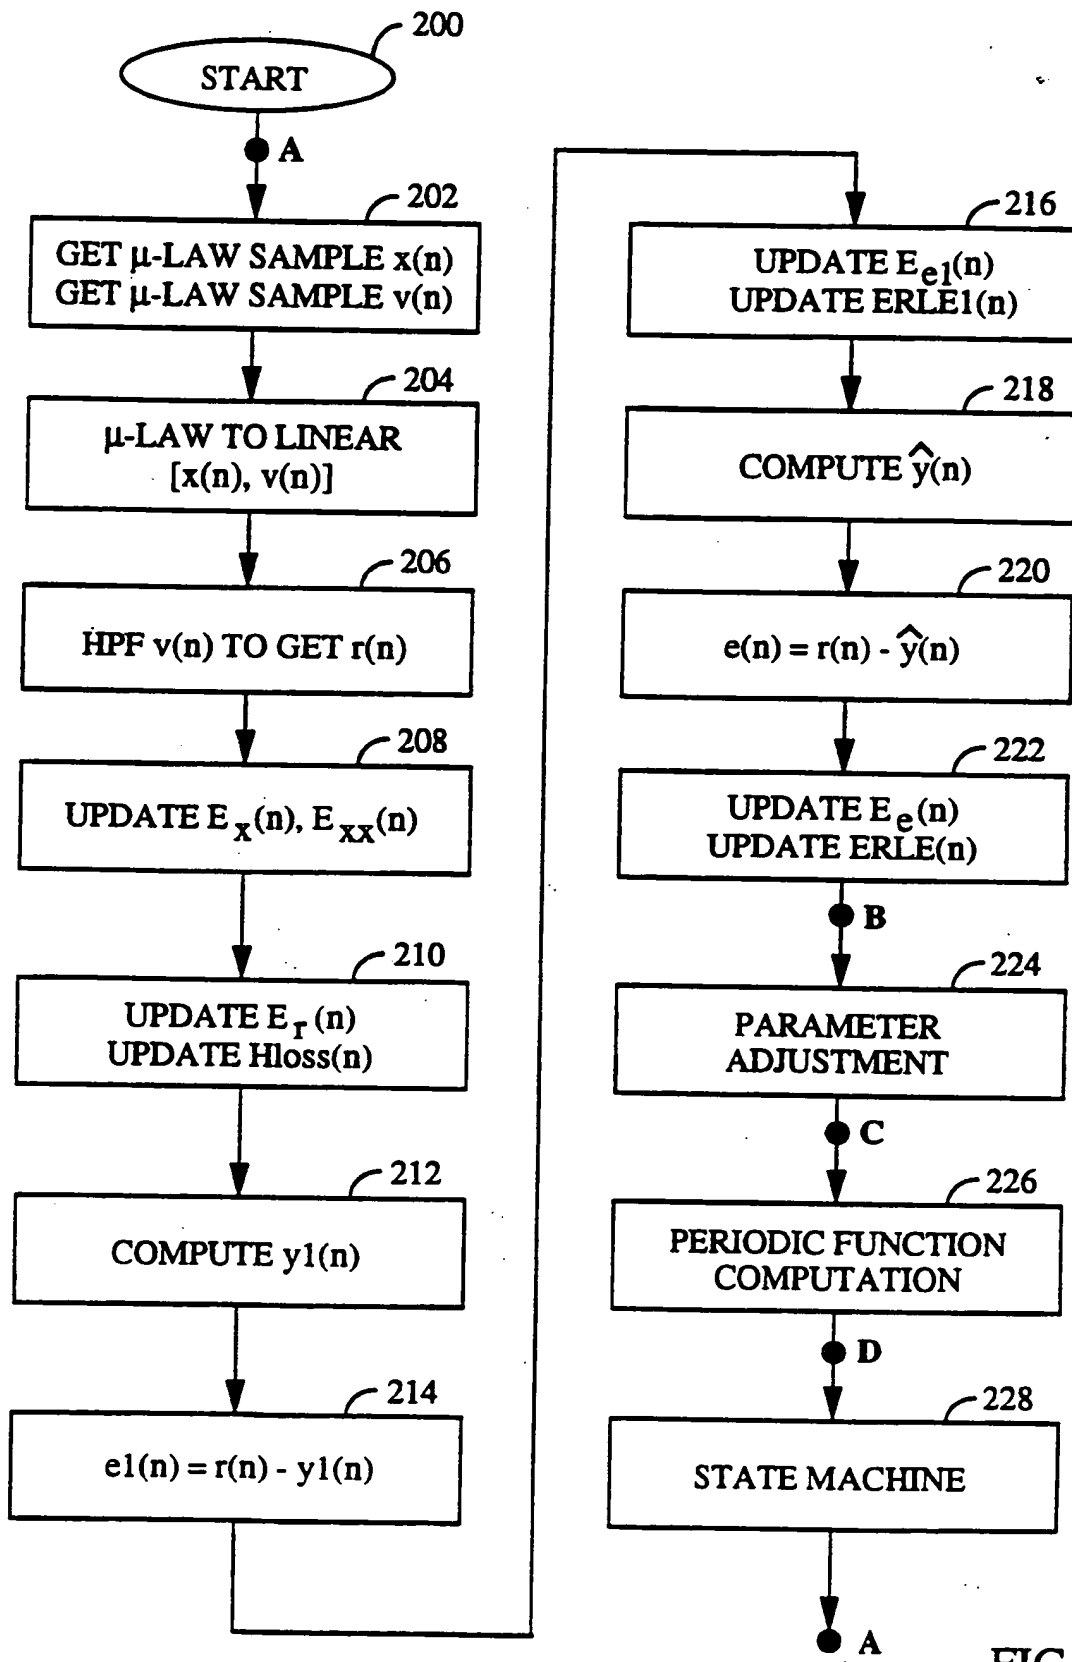 200
START
A
202
GET μ-LAW SAMPLE x(n)
GET μ-LAW SAMPLE v(n)
204
μ-LAW TO LINEAR
[x(n), v(n)]
206
HPF v(n) TO GET r(n)
208
UPDATE E_x(n), E_xx(n)
210
UPDATE E_r(n)
UPDATE Hloss(n)
212
COMPUTE y1(n)
214
e1(n) = r(n) - y1(n)
216
UPDATE E_e1(n)
UPDATE ERLE1(n)
218
COMPUTE ŷ(n)
220
e(n) = r(n) - ŷ(n)
222
UPDATE E_e(n)
UPDATE ERLE(n)
B
224
PARAMETER
ADJUSTMENT
C
226
PERIODIC FUNCTION
COMPUTATION
D
228
STATE MACHINE
A